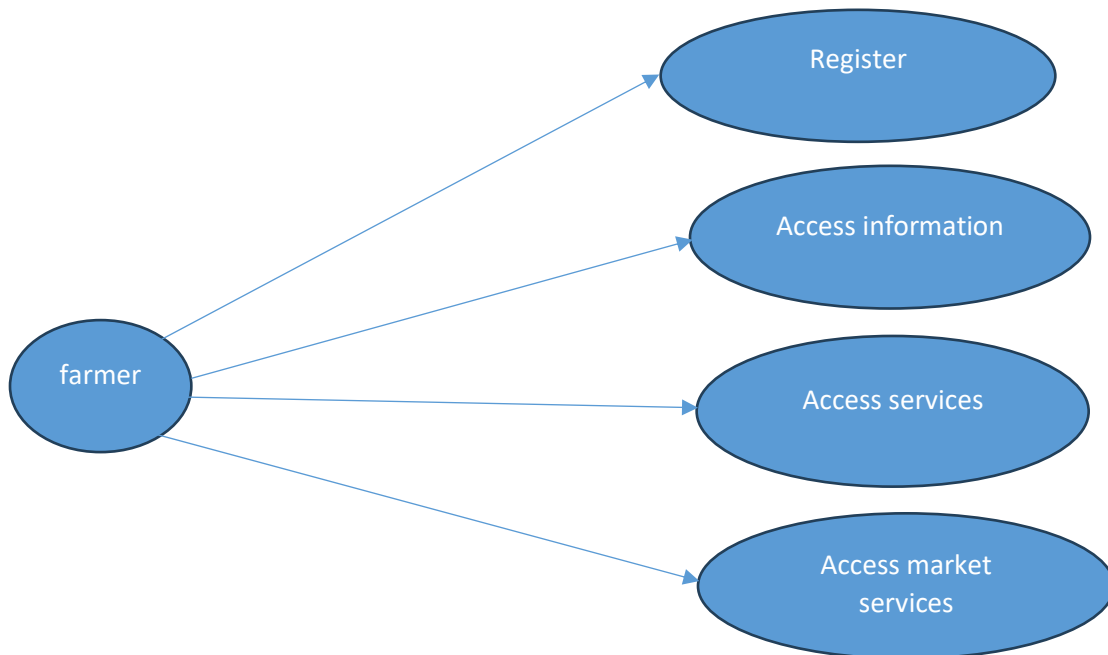 Register
Access information
farmer
Access services
Access market
services